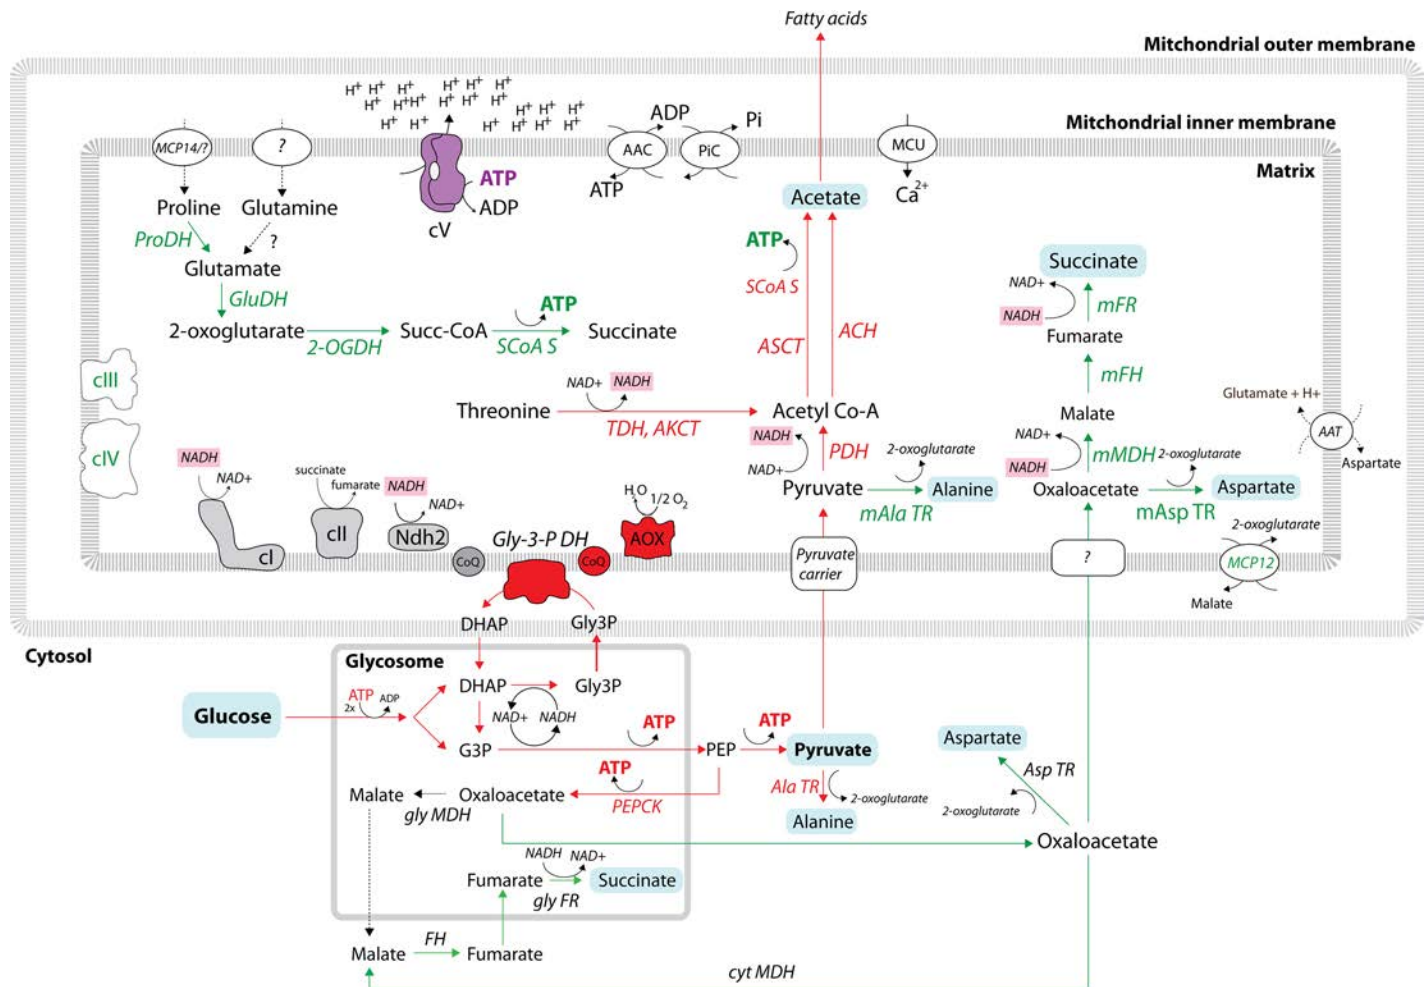 Fatty acids
Mitchondrial outer membrane
H+ H+ H+ H+ H+ H+ H+ H+H+ H+ H+ H+ H+ H+ H+ H+ H+ H+ H+ H+
ADP
Pi
Mitchondrial inner membrane
MCP14/?
?
AAC
PiC
MCU
Matrix
ATP
ADP
cV
ATP
Ca2+
Proline
Glutamine
Acetate
ProDH
?
Glutamate
GluDH
ATP
SCoA S
Succinate
NAD+
NADH
mFR
Fumarate
2-oxoglutarate
2-OGDH
Succ-CoA
ATP
SCoA S
Succinate
ASCT
ACH
mFH
cIII
NAD+
NADH
Threonine
TDH, AKCT
Acetyl Co-A
Malate
Glutamate + H+
AAT
Aspartate
cIV
NADH
NAD+
PDH
2-oxoglutarate
NAD+
NADH
mMDH
2-oxoglutarate
NADH
NAD+
succinate
fumarate
NADH
NAD+
Pyruvate
mAla TR
Alanine
Oxaloacetate
mAsp TR
Aspartate
H2O
1/2 O2
cI
cII
Ndh2
CoQ
Gly-3-P DH
CoQ
AOX
Pyruvate
carrier
?
2-oxoglutarate
MCP12
Malate
DHAP
Gly3P
Cytosol
Glycosome
Glucose
ATP
2x
ADP
DHAP
Gly3P
NAD+
NADH
G3P
ATP
PEP
ATP
Pyruvate
Aspartate
Asp TR
2-oxoglutarate
Malate
gly MDH
Oxaloacetate
ATP
PEPCK
Ala TR
2-oxoglutarate
Alanine
Oxaloacetate
NADH
NAD+
Fumarate
gly FR
Succinate
Malate
FH
Fumarate
cyt MDH